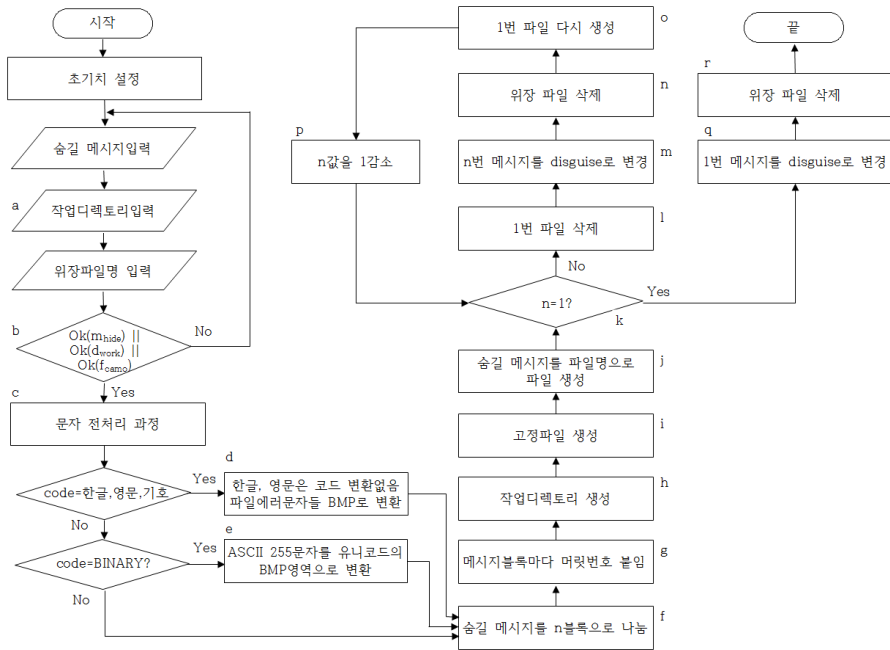 시작
초기치 설정
숨길 메시지입력
a
작업디렉토리입력
위장파일명 입력
b
Ok(mhide) ||
Ok(dwork) ||
Ok(fcamo)
No
Yes
c
문자 전처리 과정
code=한글,영문,기호
Yes
No
d
한글, 영문은 코드 변환없음
파일에러문자들 BMP로 변환
code=BINARY?
Yes
No
e
ASCII 255문자를 유니코드의
BMP영역으로 변환
f
숨길 메시지를 n블록으로 나눔
g
메시지블록마다 머릿번호 붙임
h
작업디렉토리 생성
i
고정파일 생성
j
숨길 메시지를 파일명으로
파일 생성
k
n=1?
No
Yes
l
1번 파일 삭제
m
n번 메시지를 disguise로 변경
n
위장 파일 삭제
o
1번 파일 다시 생성
p
n값을 1감소
q
1번 메시지를 disguise로 변경
r
위장 파일 삭제
끝